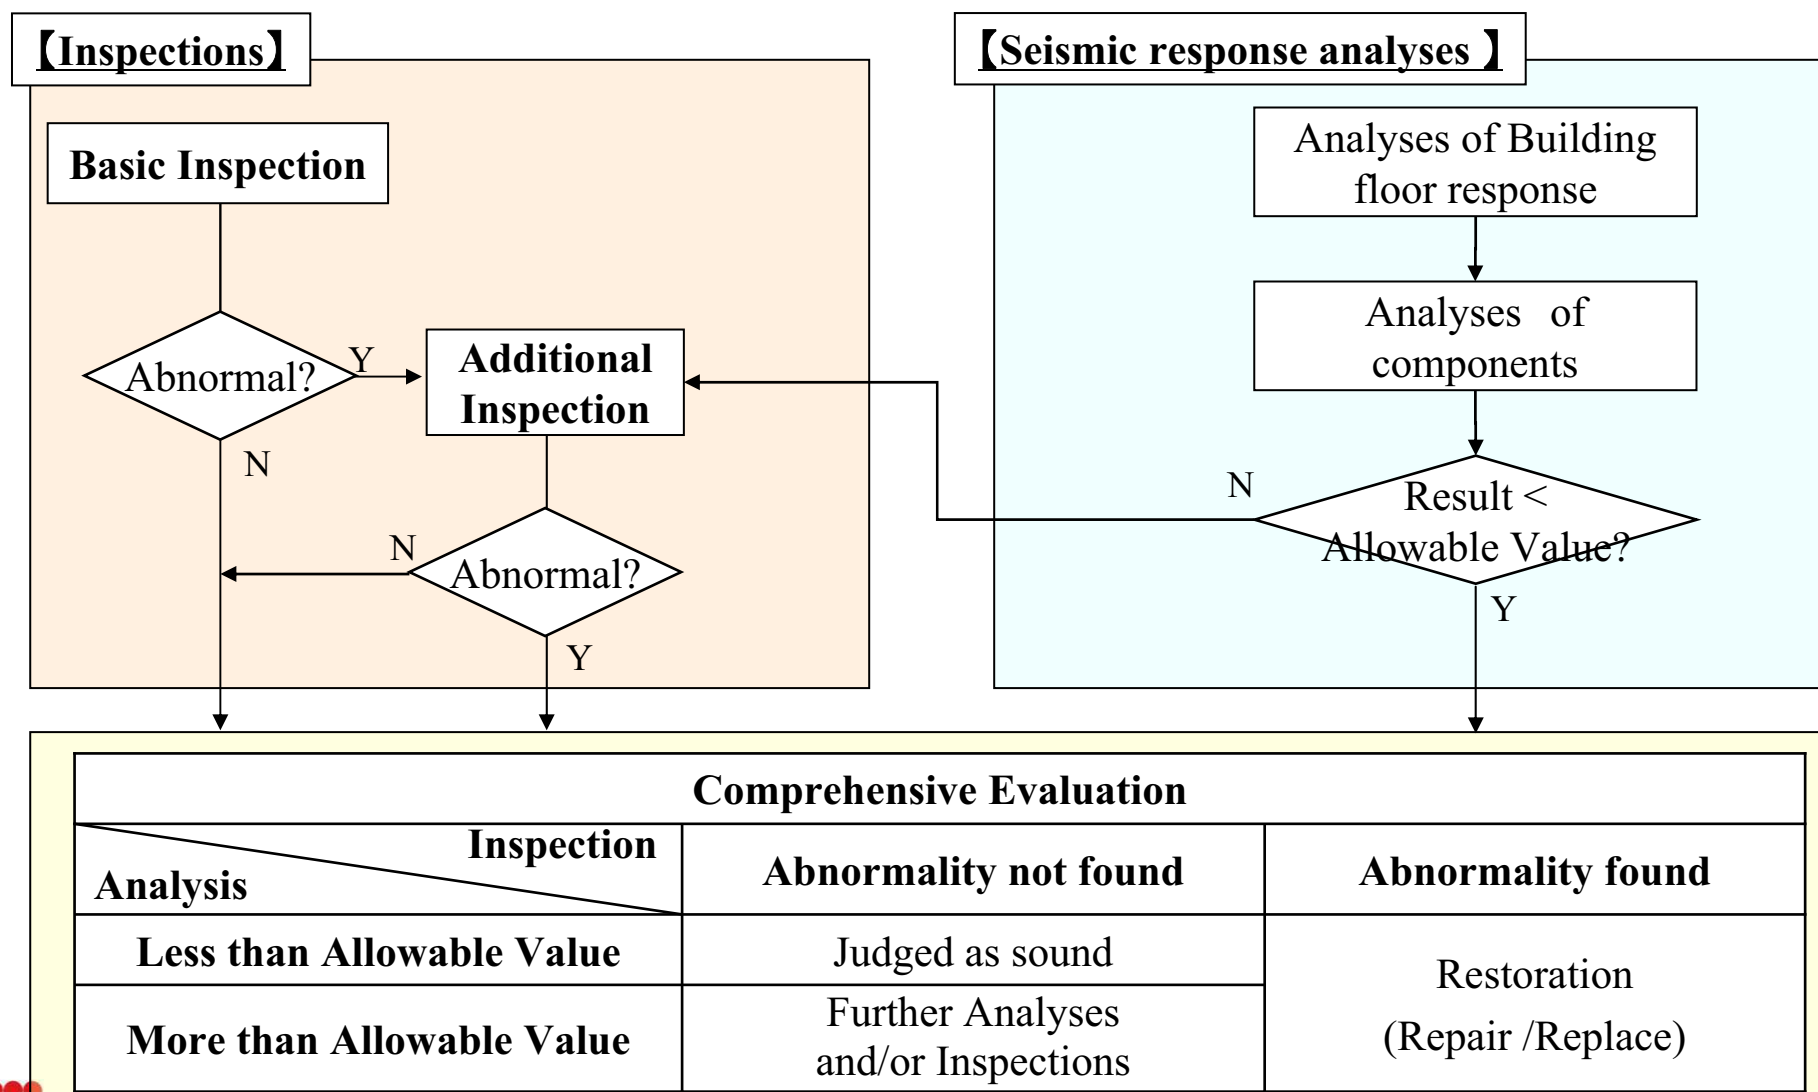 【Inspections】
Basic Inspection
Abnormal?
Y
N
Additional
Inspection
Abnormal?
N
Y
【Seismic response analyses 】
Analyses of Building
floor response
Analyses of
components
Result <
Allowable Value?
N
Y
Comprehensive Evaluation
Inspection
Analysis
Abnormality not found
Abnormality found
Less than Allowable Value
Judged as sound
More than Allowable Value
Further Analyses
and/or Inspections
Restoration
(Repair /Replace)